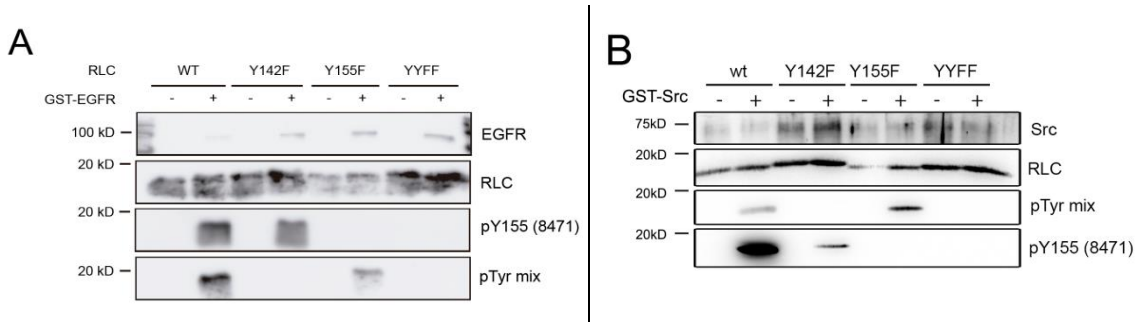 A
RLC WT Y142F Y155F YYFF
GST-EGFR - + - + - + - +
100 kD EGFR
20 kD RLC
20 kD pY155 (8471)
20 kD pTyr mix
B
wt Y142F Y155F YYFF
GST-Src - + - + - + - +
75kD Src
20kD RLC
20kD pTyr mix
20kD pY155 (8471)